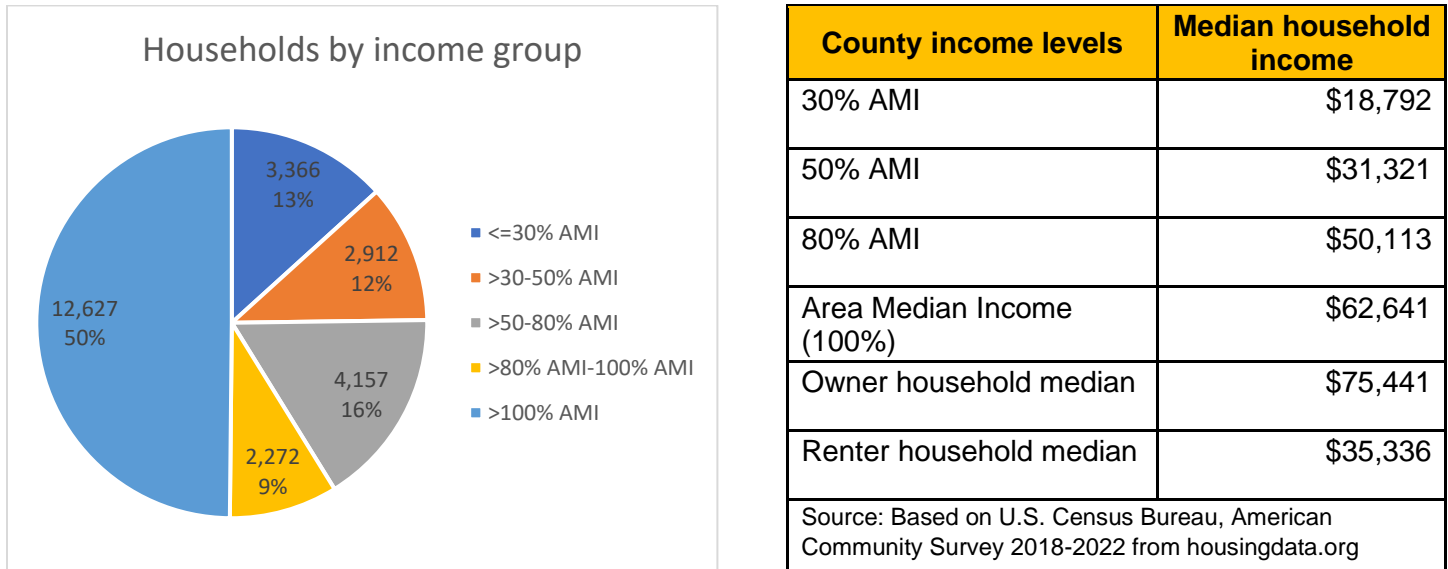 Households by income group
3,366
13%
2,912
12%
4,157
16%
2,272
9%
12,627
50%
<=30% AMI
>30-50% AMI
>50-80% AMI
>80% AMI-100% AMI
>100% AMI
County income levels
Median household
income
30% AMI
$18,792
50% AMI
$31,321
80% AMI
$50,113
Area Median Income
(100%)
$62,641
Owner household median
$75,441
Renter household median
$35,336
Source: Based on U.S. Census Bureau, American
Community Survey 2018-2022 from housingdata.org